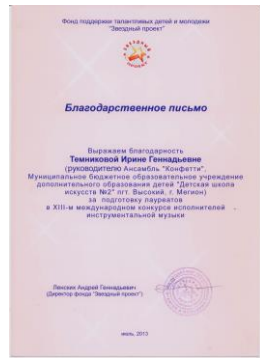 Фонд поддержки талантливых детей и молодежи
"Звездный проект"
Благодарственное письмо
Выражаем благодарность
Темниковой Ирине Геннадьевне
(руководителю Ансамбль "Конфетти",
Муниципальное бюджетное образовательное учреждение
дополнительного образования детей "Детская школа
искусств №2" пгт. Высокий, г. Мегион)
за подготовку лауреатов
в XIII-м международном конкурсе исполнителей
инструментальной музыки
Андрей Геннадьевич
(Директор фонда "Звездный проект")
июль, 2013